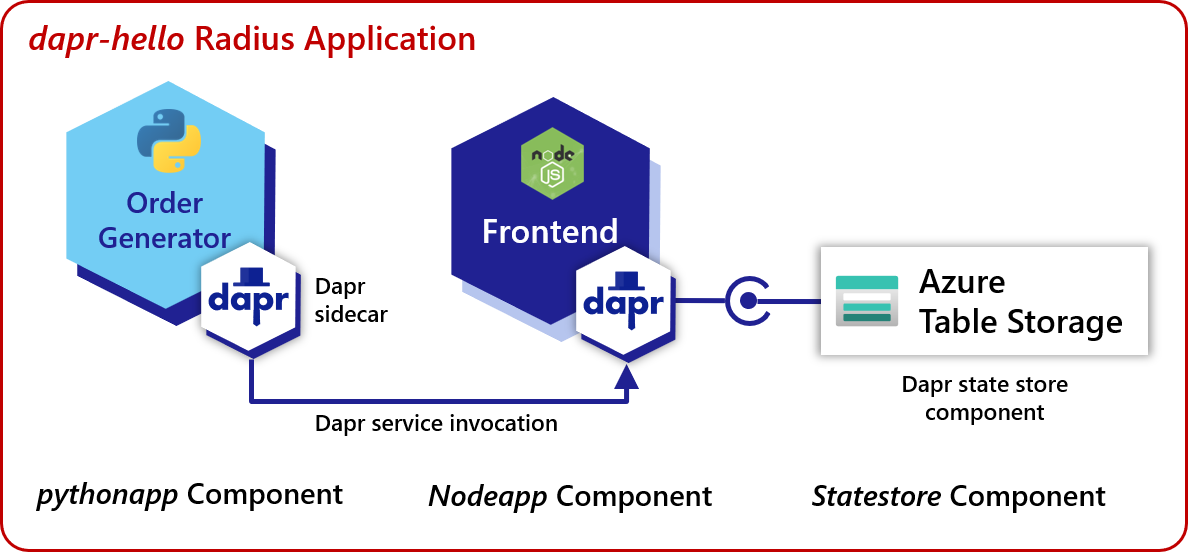 dapr-hello Radius Application
node
JS
Order
Generator
Frontend
dapr
Dapr
sidecar
dapr
Azure
Table Storage
Dapr state store
component
Dapr service invocation
pythonapp Component
Nodeapp Component
Statestore Component